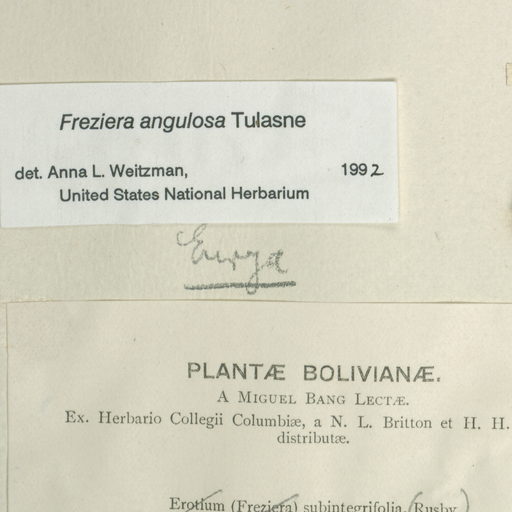 Freziera angulosa Tulasne
det. Anna L. Weitzman, 1992
United States National Herbarium
Eurya
PLANTÆ BOLIVIANÆ.
A MIGUEL BANG LECTÆ.
Ex. Herbario Collegii Columbiæ, a N. L. Britton et H. H.
distributæ.
Erotium (Freziera) subintegrifolia, (Rusby)